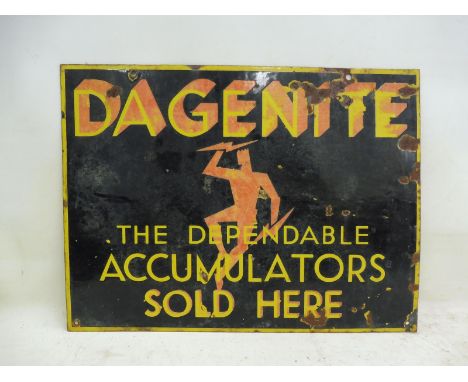 DAGENITE
THE DEPENDABLE
ACCUMULATORS
SOLD HERE